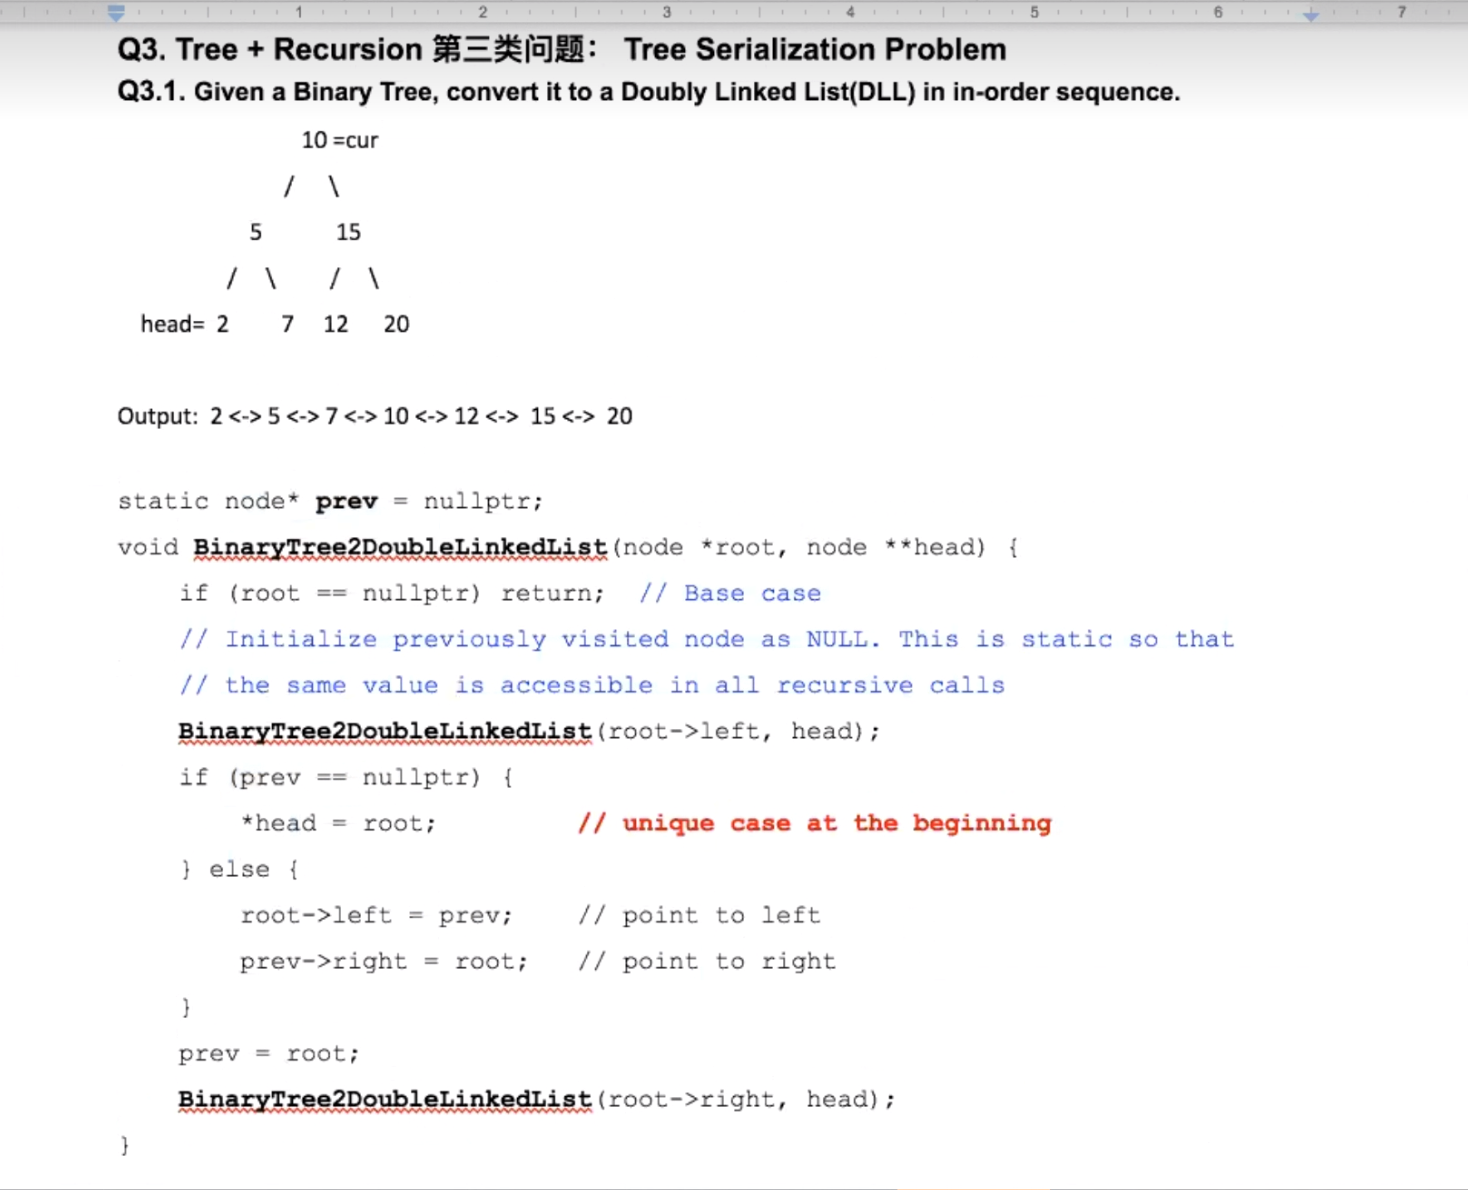 1 2 3 4 5 6 7
Q3. Tree + Recursion 第三类问题： Tree Serialization Problem
Q3.1. Given a Binary Tree, convert it to a Doubly Linked List(DLL) in in-order sequence.
10 =cur
/ \
5 15
/ \ / \
head= 2 7 12 20
Output: 2 <-> 5 <-> 7 <-> 10 <-> 12 <-> 15 <-> 20
static node* prev = nullptr;
void BinaryTree2DoubleLinkedList(node *root, node **head) {
if (root == nullptr) return; // Base case
// Initialize previously visited node as NULL. This is static so that
// the same value is accessible in all recursive calls
BinaryTree2DoubleLinkedList(root->left, head);
if (prev == nullptr) {
*head = root; // unique case at the beginning
} else {
root->left = prev; // point to left
prev->right = root; // point to right
}
prev = root;
BinaryTree2DoubleLinkedList(root->right, head);
}